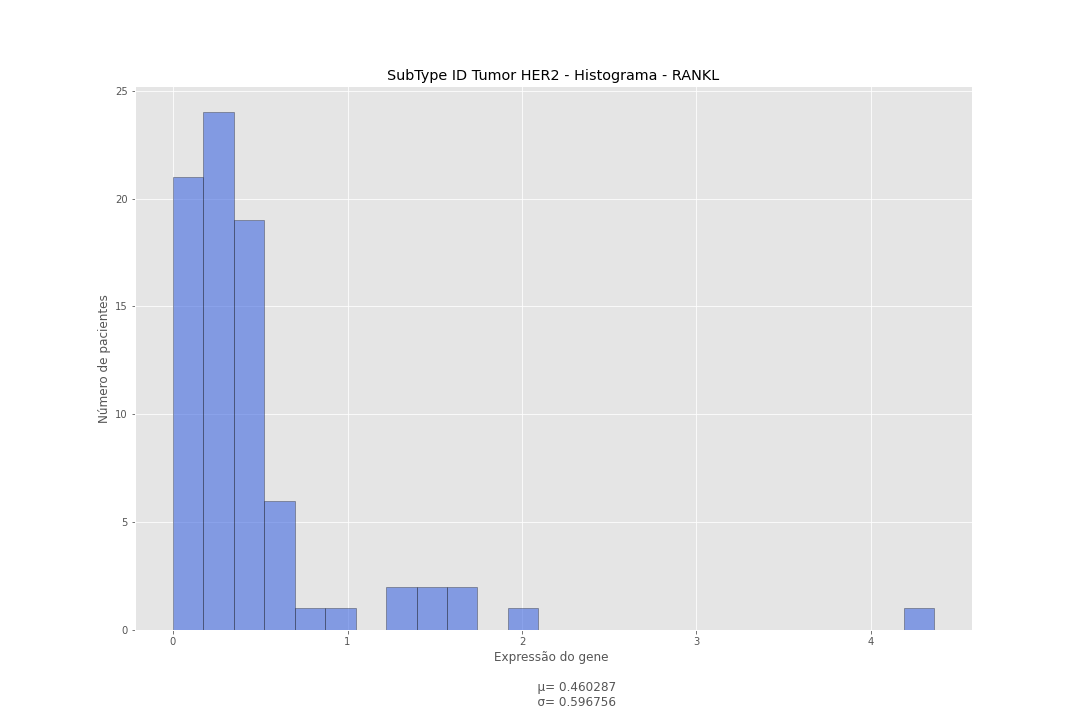 SubType ID Tumor HER2 - Histograma - RANKL
25
20
15
10
5
0
Número de pacientes
0 1 2 3 4
Expressão do gene
μ= 0.460287
σ= 0.596756